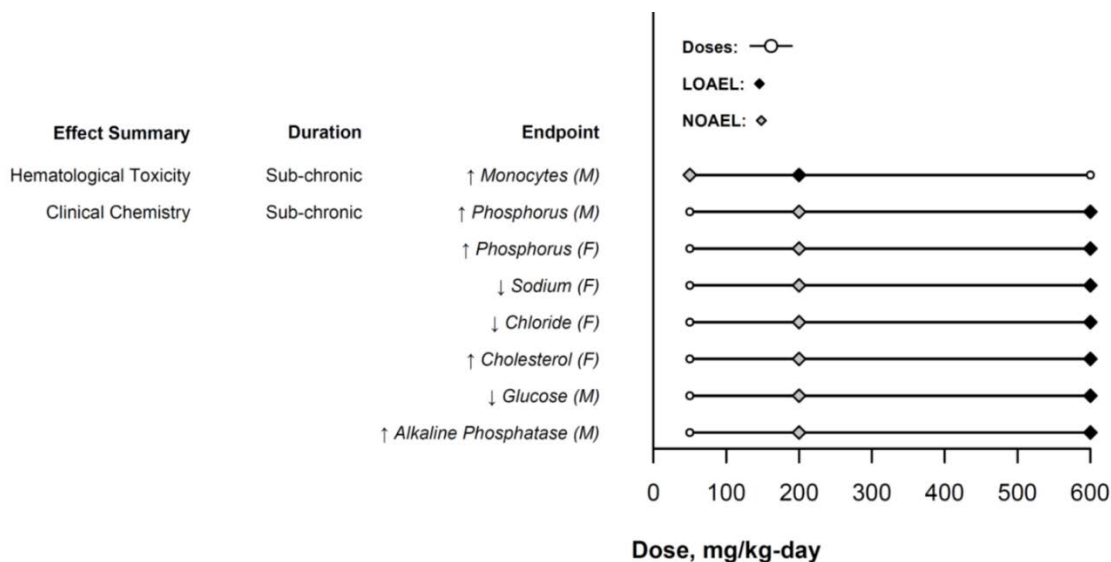 Doses:
LOAEL:
NOAEL:
Effect Summary Duration Endpoint
Hematological Toxicity Sub-chronic ↑ Monocytes (M)
Clinical Chemistry Sub-chronic ↑ Phosphorus (M)
↑ Phosphorus (F)
↓ Sodium (F)
↓ Chloride (F)
↑ Cholesterol (F)
↓ Glucose (M)
↑ Alkaline Phosphatase (M)
0 100 200 300 400 500 600
Dose, mg/kg-day